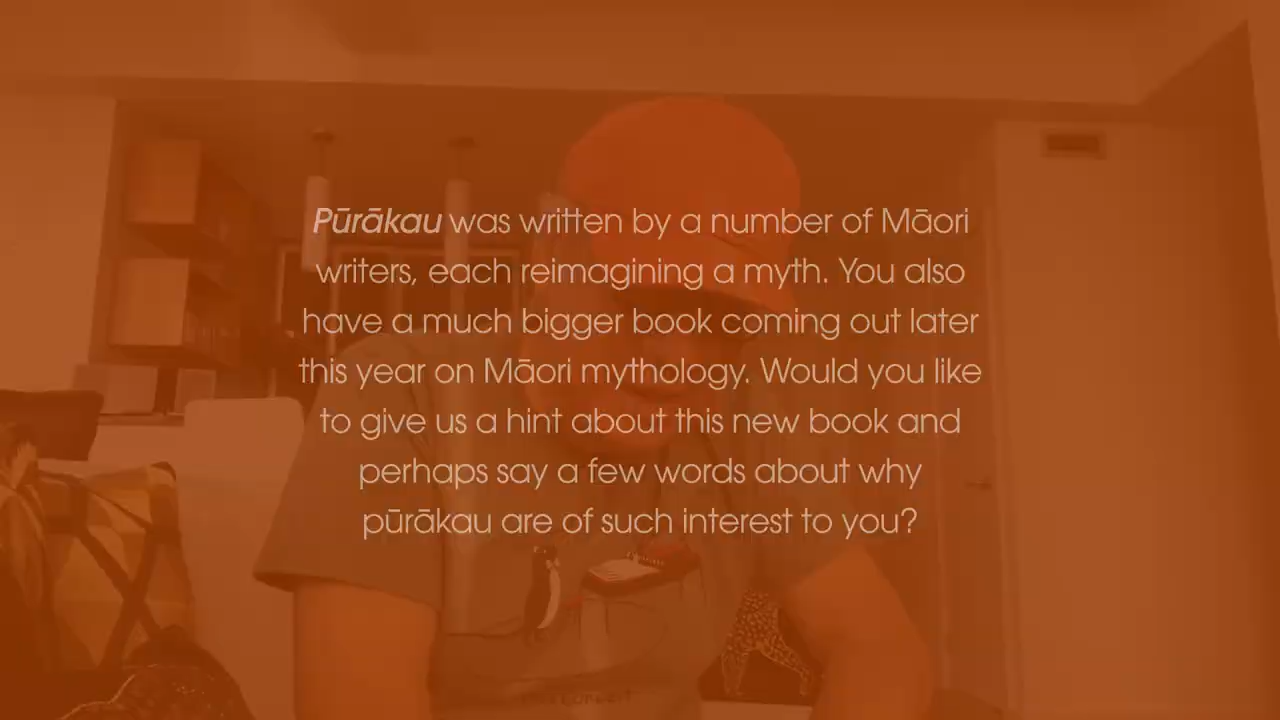 Pūrākau was written by a number of Māori
writers, each reimagining a myth. You also
have a much bigger book coming out later
this year on Māori mythology. Would you like
to give us a hint about this new book and
perhaps say a few words about why
pūrākau are of such interest to you?